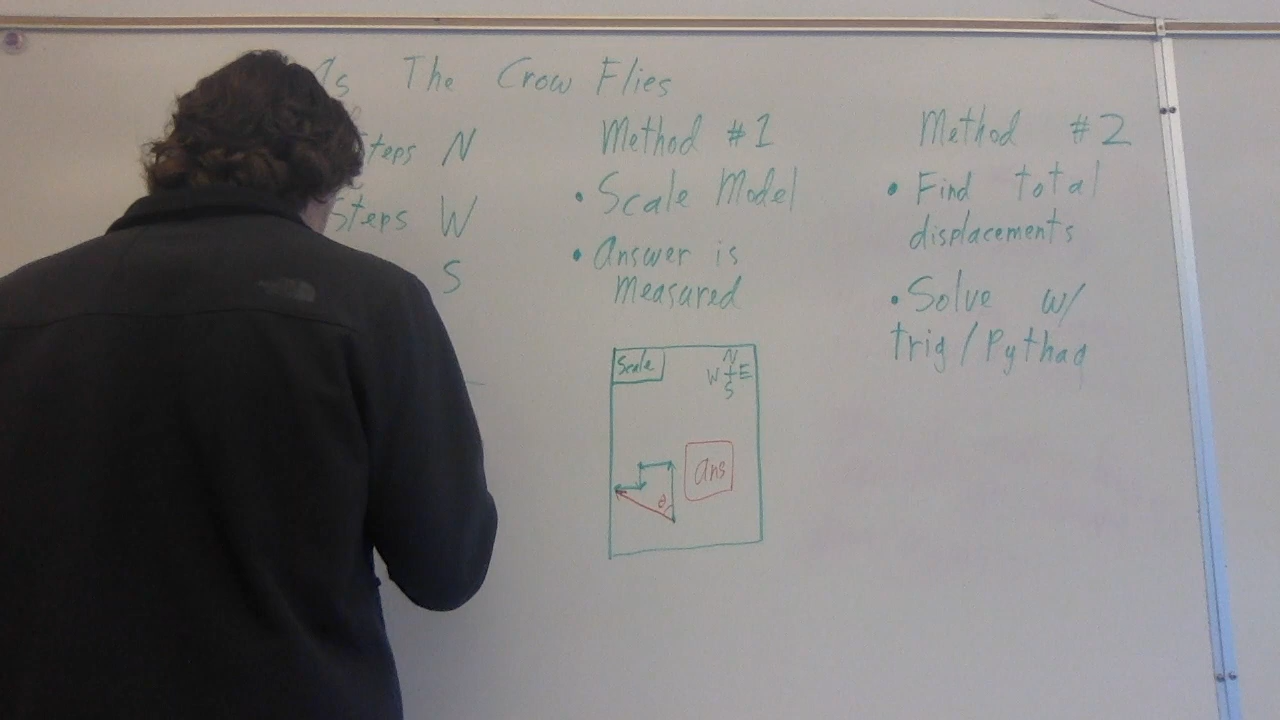 As The Crow Flies
Steps N
Steps W
S
Method #1
• Scale Model
• Answer is
Measured
Scale
N
W E
S
θ
Ans
Method #2
• Find total
displacements
• Solve w/
trig / Pythag